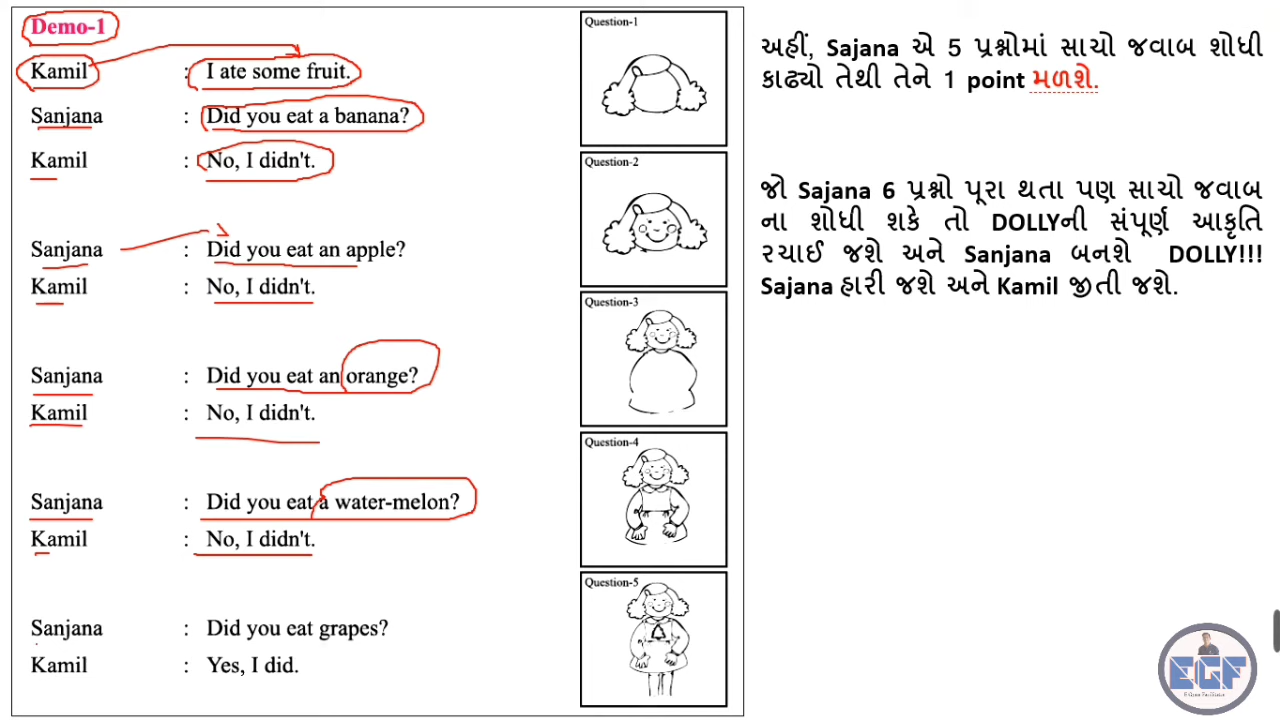 Demo-1
Kamil : I ate some fruit.
Sanjana : Did you eat a banana?
Kamil : No, I didn't.
Sanjana : Did you eat an apple?
Kamil : No, I didn't.
Sanjana : Did you eat an orange?
Kamil : No, I didn't.
Sanjana : Did you eat a water-melon?
Kamil : No, I didn't.
Sanjana : Did you eat grapes?
Kamil : Yes, I did.
Question-1
Question-2
Question-3
Question-4
Question-5
અહીં, Sajana એ 5 પ્રશ્નોમાં સાચો જવાબ શોધી
કાઢ્યો તેથી તેને 1 point મળશે.
જો Sajana 6 પ્રશ્નો પૂરા થતા પણ સાચો જવાબ
ના શોધી શકે તો DOLLYની સંપૂર્ણ આકૃતિ
રચાઈ જશે અને Sanjana બનશે DOLLY!!!
Sajana હારી જશે અને Kamil જીતી જશે.
EGF